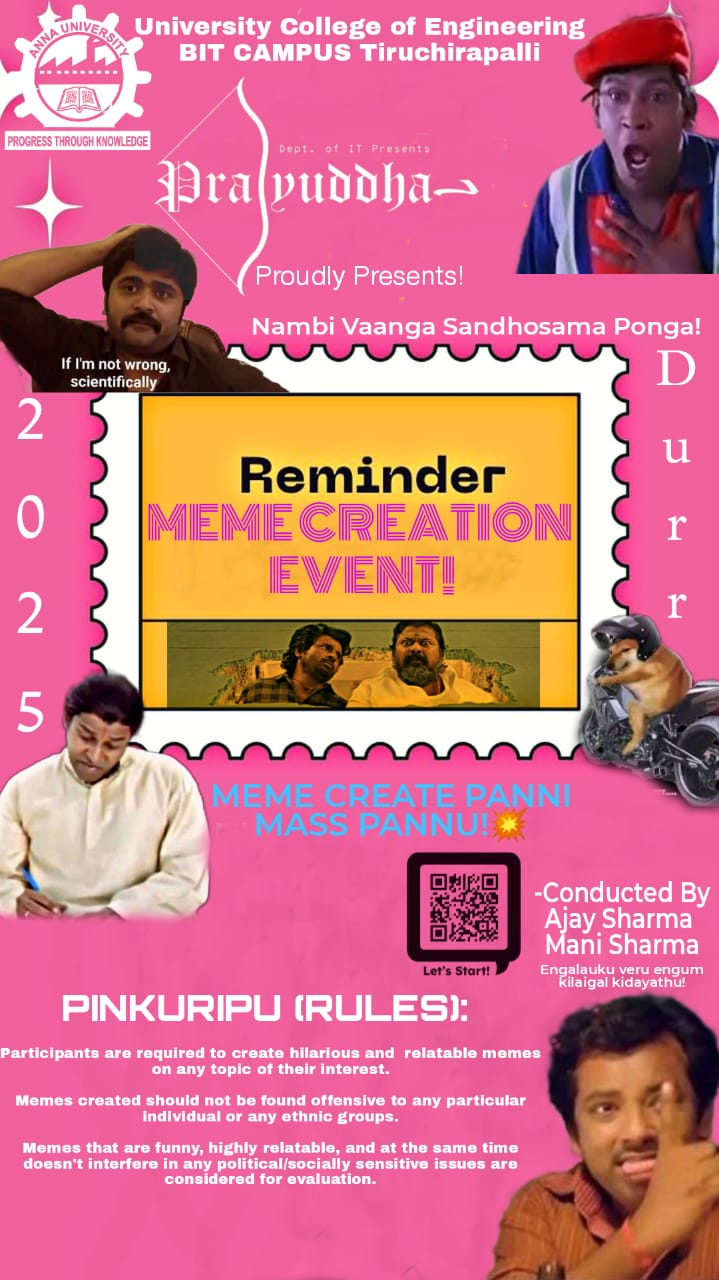 ANNA UNIVERSITY
PROGRESS THROUGH KNOWLEDGE
University College of Engineering
BIT CAMPUS Tiruchirapalli
Dept. of IT Presents
Pratyuddha
Proudly Presents!
Nambi Vaanga Sandhosama Ponga!
If I'm not wrong,
scientifically
2
0
2
5
D
u
r
r
Reminder
MEME CREATION
EVENT!
MEME CREATE PANNI
MASS PANNU!💥
Let's Start!
-Conducted By
Ajay Sharma
Mani Sharma
Engalauku veru engum
kilaigal kidayathu!
PINKURIPU (RULES):
Participants are required to create hilarious and relatable memes
on any topic of their interest.
Memes created should not be found offensive to any particular
individual or any ethnic groups.
Memes that are funny, highly relatable, and at the same time
doesn't interfere in any political/socially sensitive issues are
considered for evaluation.